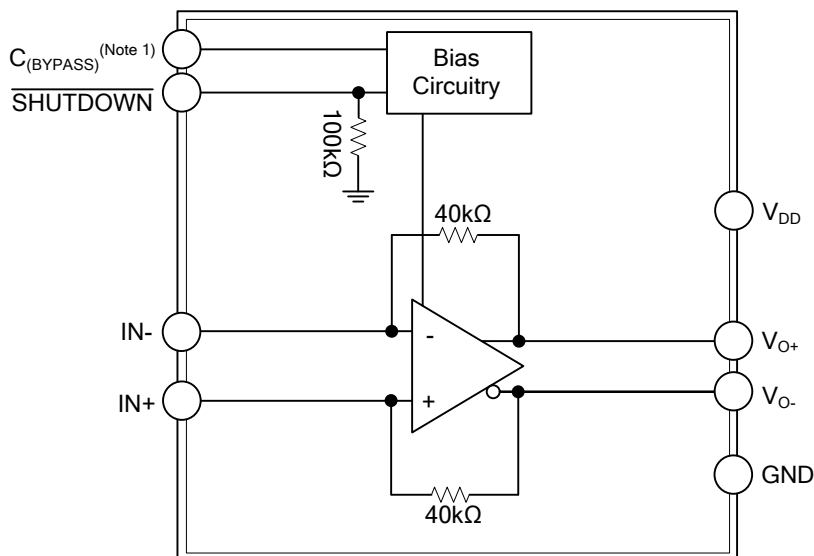 C(BYPASS)(Note 1)
SHUTDOWN
Bias
Circuitry
100kΩ
40kΩ
VDD
IN-
-
VO+
IN+
+
VO-
40kΩ
GND